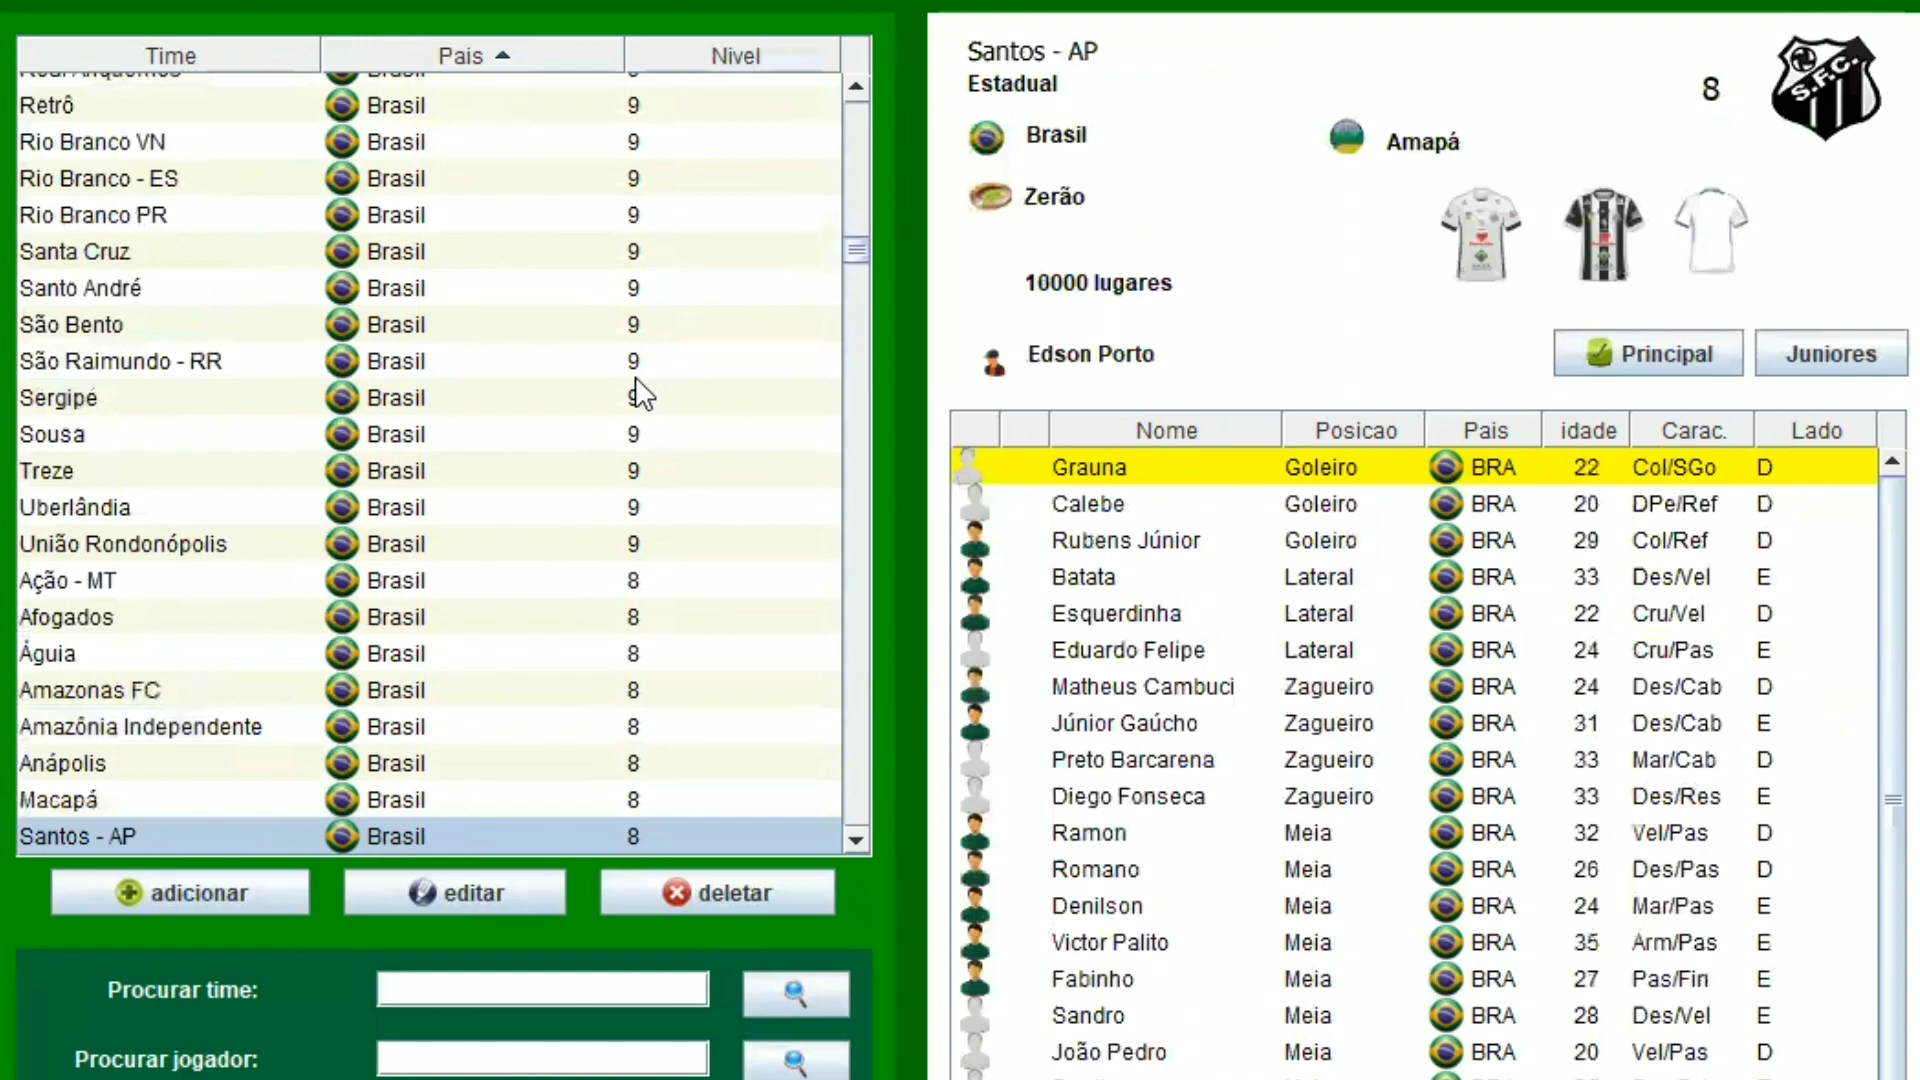 Time Pais Nivel
Retrô Brasil 9
Rio Branco VN Brasil 9
Rio Branco - ES Brasil 9
Rio Branco PR Brasil 9
Santa Cruz Brasil 9
Santo André Brasil 9
São Bento Brasil 9
São Raimundo - RR Brasil 9
Sergipe Brasil 9
Sousa Brasil 9
Treze Brasil 9
Uberlândia Brasil 9
União Rondonópolis Brasil 9
Ação - MT Brasil 8
Afogados Brasil 8
Águia Brasil 8
Amazonas FC Brasil 8
Amazônia Independente Brasil 8
Anápolis Brasil 8
Macapá Brasil 8
Santos - AP Brasil 8
adicionar editar deletar
Procurar time:
Procurar jogador:
Santos - AP
Estadual
8
S.F.C.
Brasil
Amapá
Zerão
10000 lugares
Edson Porto
Principal Juniores
Nome Posicao Pais idade Carac. Lado
Grauna Goleiro BRA 22 Col/SGo D
Calebe Goleiro BRA 20 DPe/Ref D
Rubens Júnior Goleiro BRA 29 Col/Ref D
Batata Lateral BRA 33 Des/Vel E
Esquerdinha Lateral BRA 22 Cru/Vel D
Eduardo Felipe Lateral BRA 24 Cru/Pas E
Matheus Cambuci Zagueiro BRA 24 Des/Cab D
Júnior Gaúcho Zagueiro BRA 31 Des/Cab E
Preto Barcarena Zagueiro BRA 33 Mar/Cab D
Diego Fonseca Zagueiro BRA 33 Des/Res E
Ramon Meia BRA 32 Vel/Pas D
Romano Meia BRA 26 Des/Pas D
Denilson Meia BRA 24 Mar/Pas E
Victor Palito Meia BRA 35 Arm/Pas E
Fabinho Meia BRA 27 Pas/Fin E
Sandro Meia BRA 28 Des/Vel E
João Pedro Meia BRA 20 Vel/Pas D